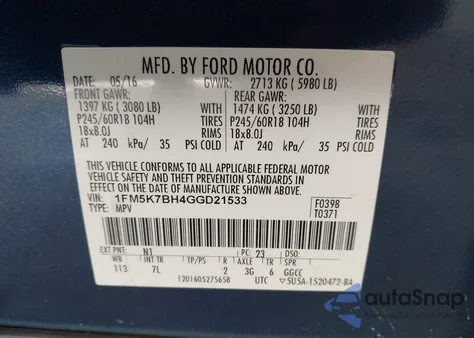 MFD. BY FORD MOTOR CO.
DATE: 05/16 GVWR: 2713 KG ( 5980 LB)
FRONT GAWR: REAR GAWR:
1397 KG ( 3080 LB) WITH 1474 KG ( 3250 LB) WITH
P245/60R18 104H TIRES P245/60R18 104H TIRES
18x8.0J RIMS 18x8.0J RIMS
AT 240 kPa/ 35 PSI COLD AT 240 kPa/ 35 PSI COLD
THIS VEHICLE CONFORMS TO ALL APPLICABLE FEDERAL MOTOR
VEHICLE SAFETY AND THEFT PREVENTION STANDARDS IN EFFECT
ON THE DATE OF MANUFACTURE SHOWN ABOVE.
VIN: 1FM5K7BH4GGD21533 F0398
TYPE: MPV T0371
EXT PNT: N1 RC: 23 DSO:
WB INT TR TP/PS R AXLE TR SPR
113 7L 2 3G 6 GGCC
1201605275658 UTC SU5A-1520472-BA
autoSnap